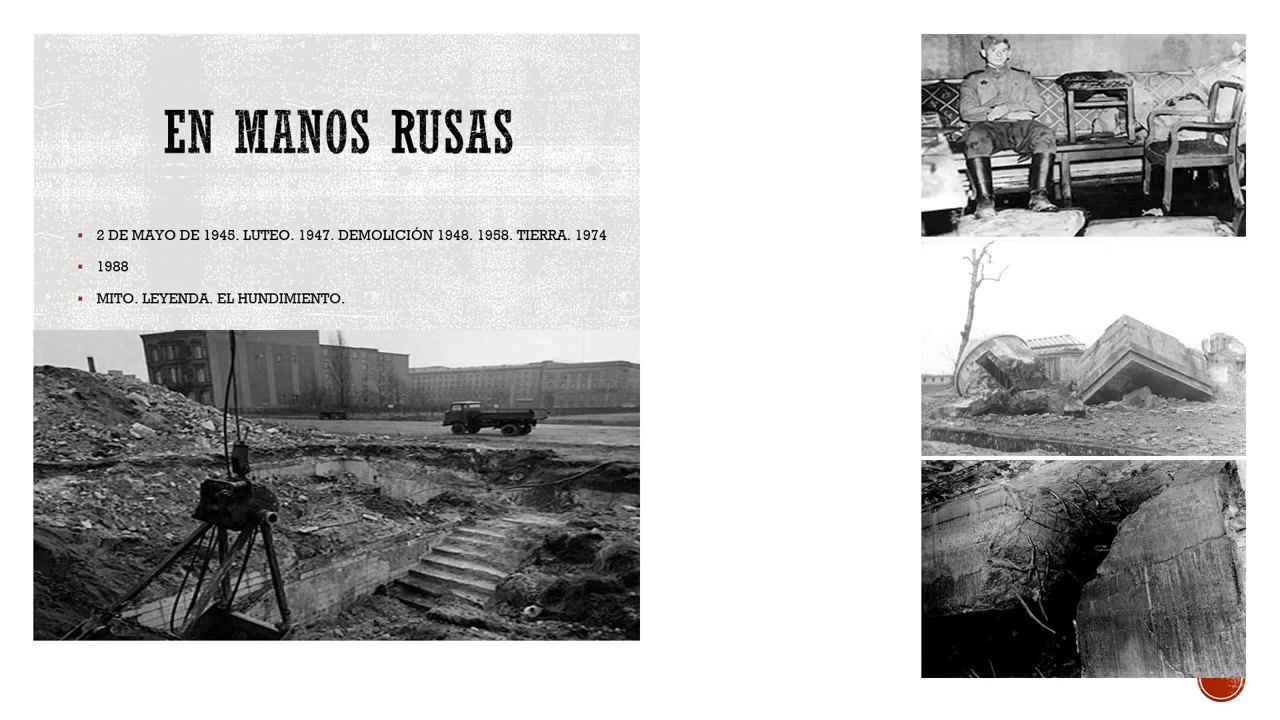 EN MANOS RUSAS
2 DE MAYO DE 1945. LUTEO. 1947. DEMOLICIÓN 1948. 1958. TIERRA. 1974
1988
MITO. LEYENDA. EL HUNDIMIENTO.